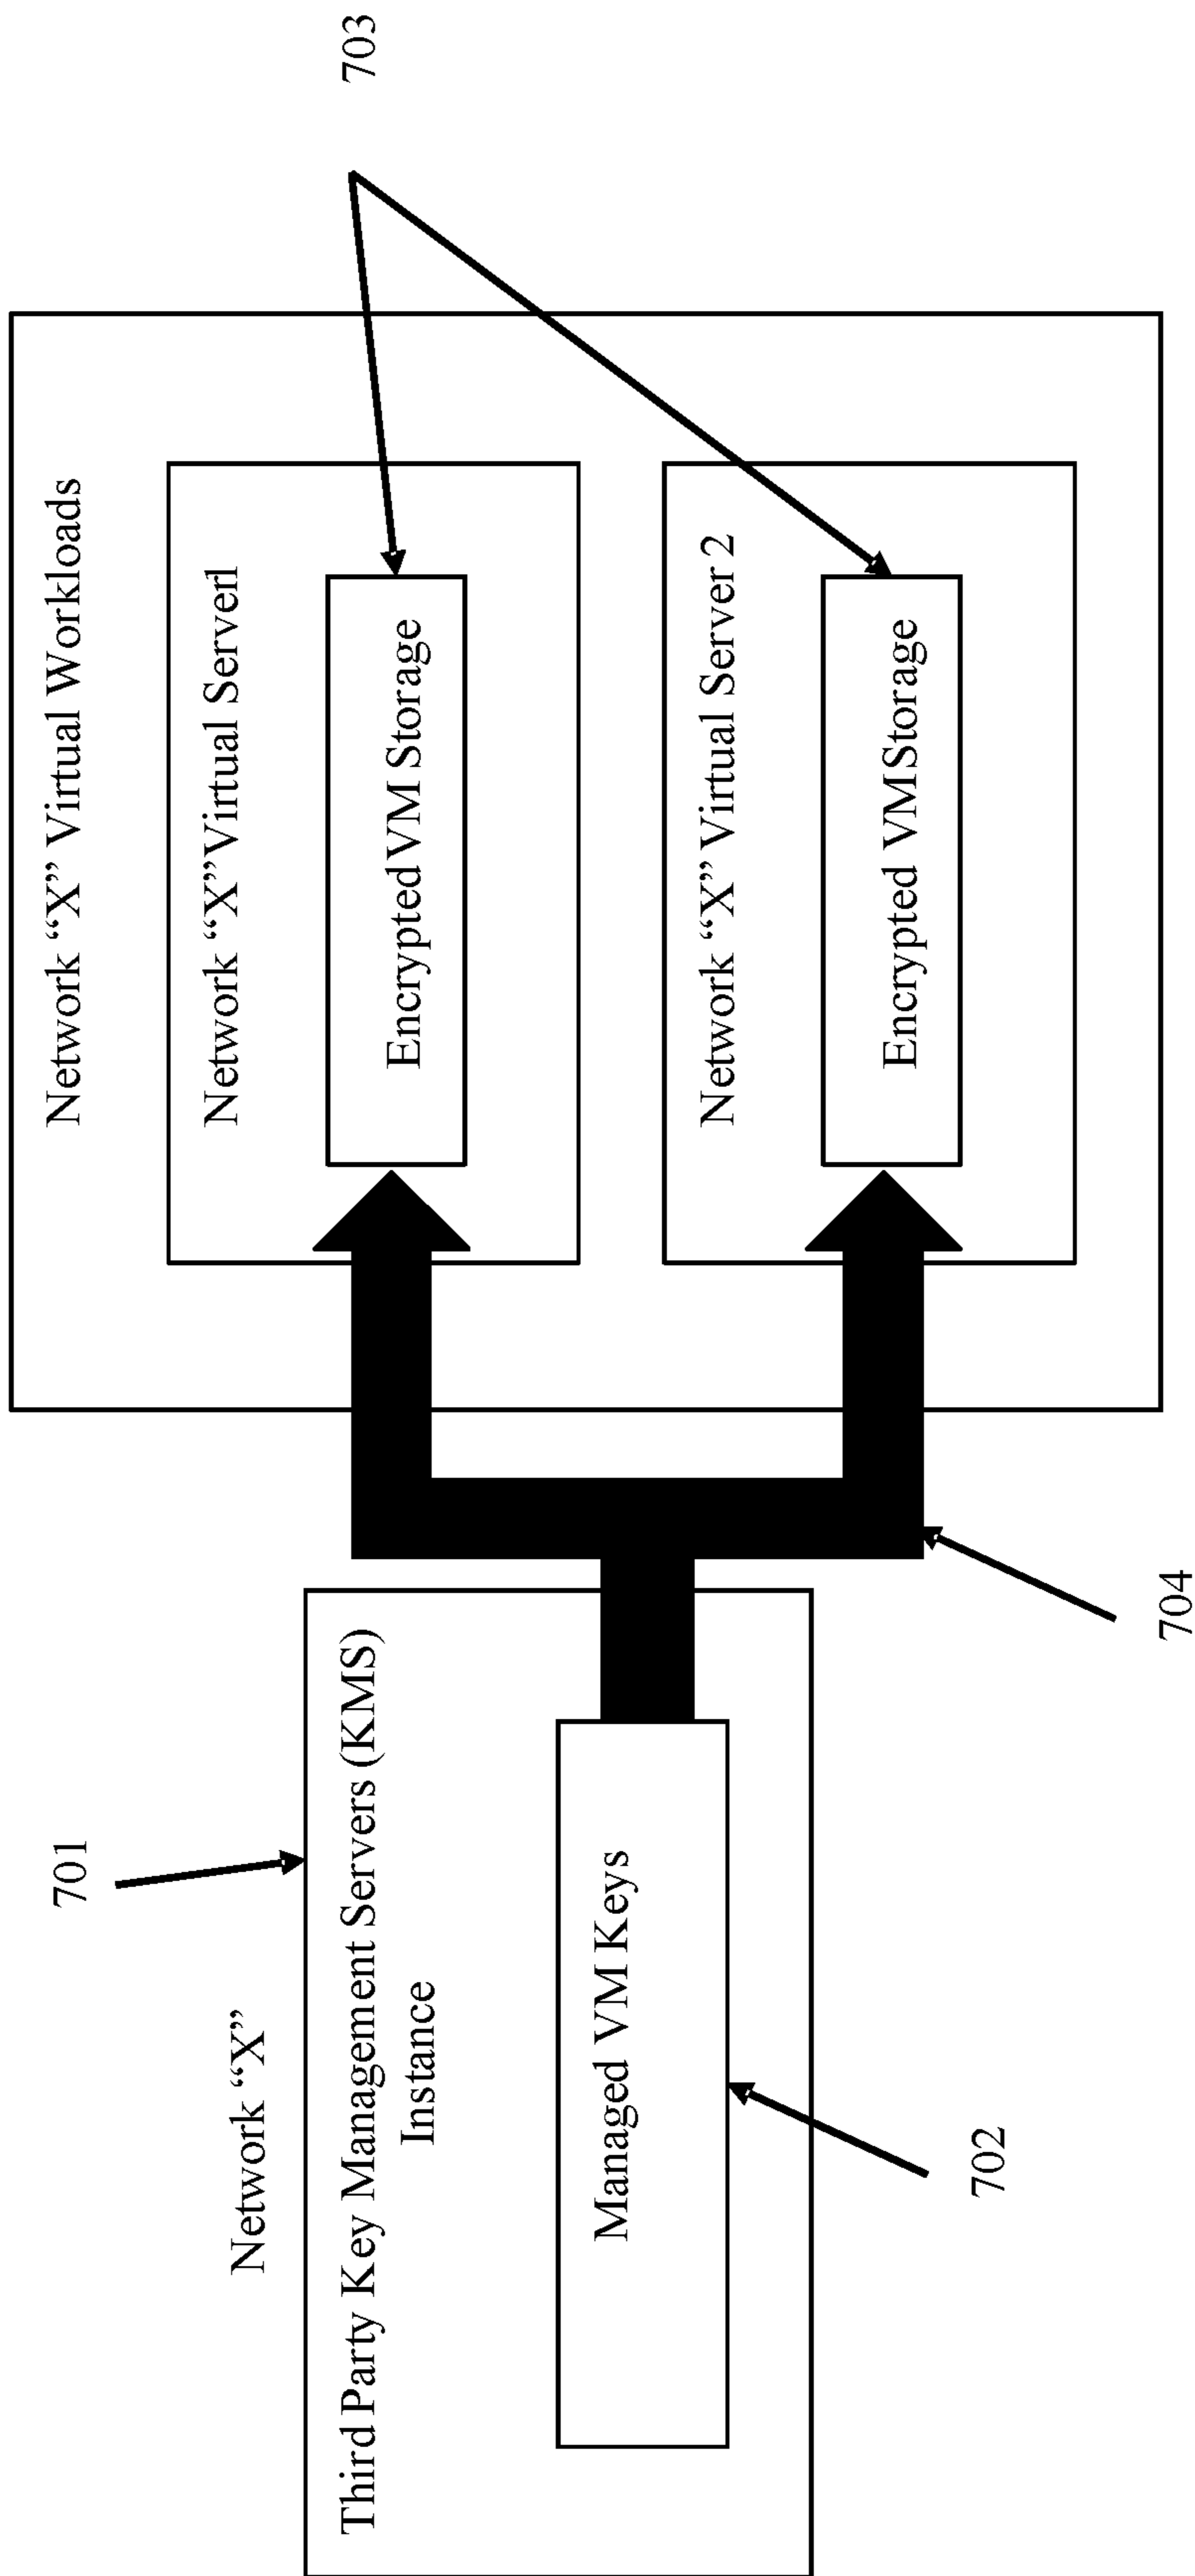 703
Network “X” Virtual Workloads
Network “X”Virtual Server1
Encrypted VM Storage
Network “X” Virtual Server 2
Encrypted VMStorage
704
701
Network “X”
Third Party Key Management Servers (KMS)
Instance
Managed VM Keys
702